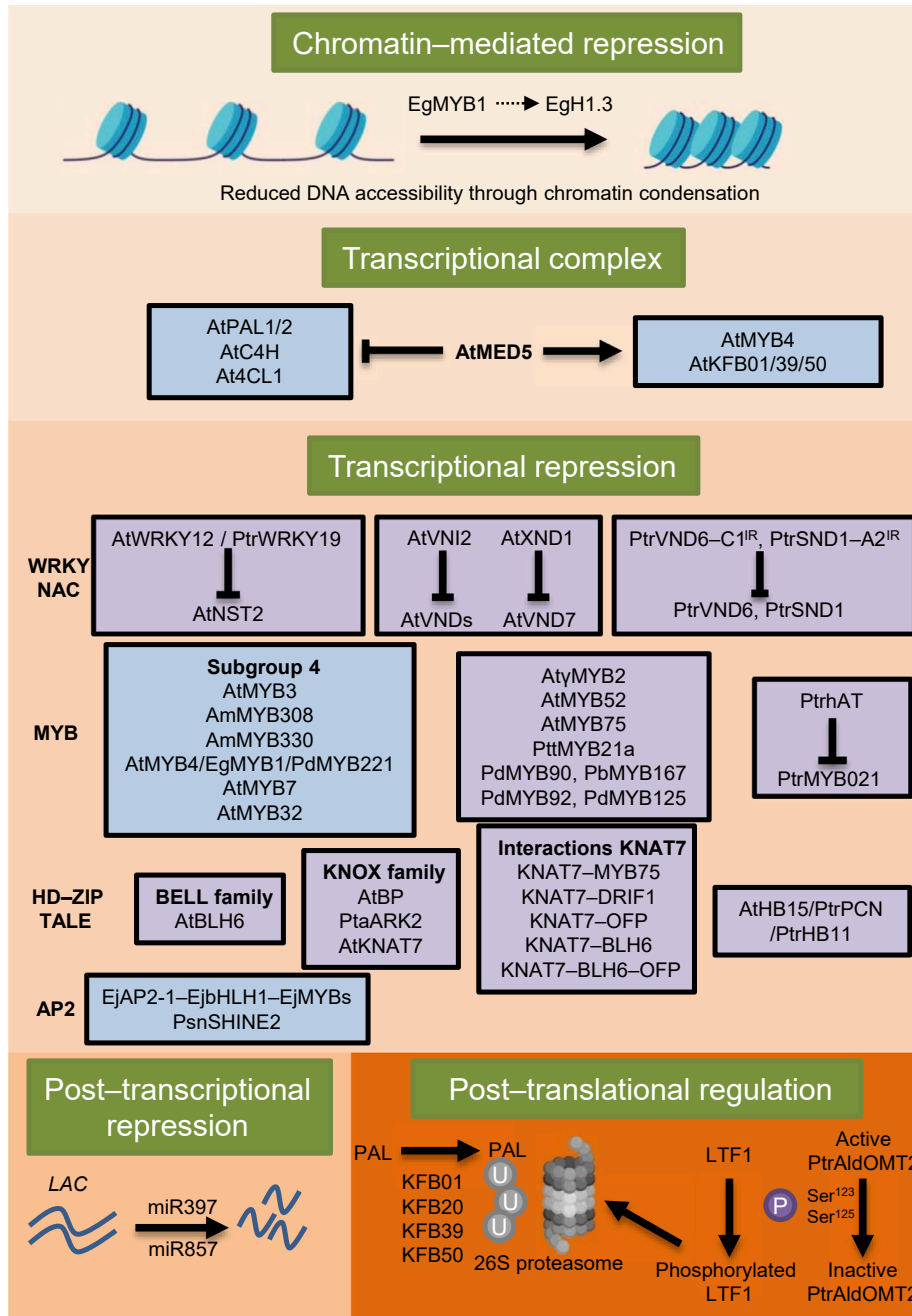 Chromatin–mediated repression
EgMYB1 EgH1.3
Reduced DNA accessibility through chromatin condensation
Transcriptional complex
AtPAL1/2
AtC4H
At4CL1
AtMED5
AtMYB4
AtKFB01/39/50
Transcriptional repression
WRKY
NAC
AtWRKY12 / PtrWRKY19
AtNST2
AtVNI2 AtXND1
AtVNDs AtVND7
PtrVND6–C1ᴵᴿ, PtrSND1–A2ᴵᴿ
PtrVND6, PtrSND1
MYB
Subgroup 4
AtMYB3
AmMYB308
AmMYB330
AtMYB4/EgMYB1/PdMYB221
AtMYB7
AtMYB32
AtγMYB2
AtMYB52
AtMYB75
PttMYB21a
PdMYB90, PbMYB167
PdMYB92, PdMYB125
PtrhAT
PtrMYB021
HD–ZIP
TALE
BELL family
AtBLH6
KNOX family
AtBP
PtaARK2
AtKNAT7
Interactions KNAT7
KNAT7–MYB75
KNAT7–DRIF1
KNAT7–OFP
KNAT7–BLH6
KNAT7–BLH6–OFP
AtHB15/PtrPCN
/PtrHB11
AP2
EjAP2-1–EjbHLH1–EjMYBs
PsnSHINE2
Post–transcriptional
repression
LAC
miR397
miR857
Post–translational regulation
PAL PAL
KFB01
KFB20
KFB39
KFB50
U
U
U
26S proteasome
LTF1
Phosphorylated
LTF1
P
Ser¹²³
Ser¹²⁵
Active
PtrAldOMT2
Inactive
PtrAldOMT2